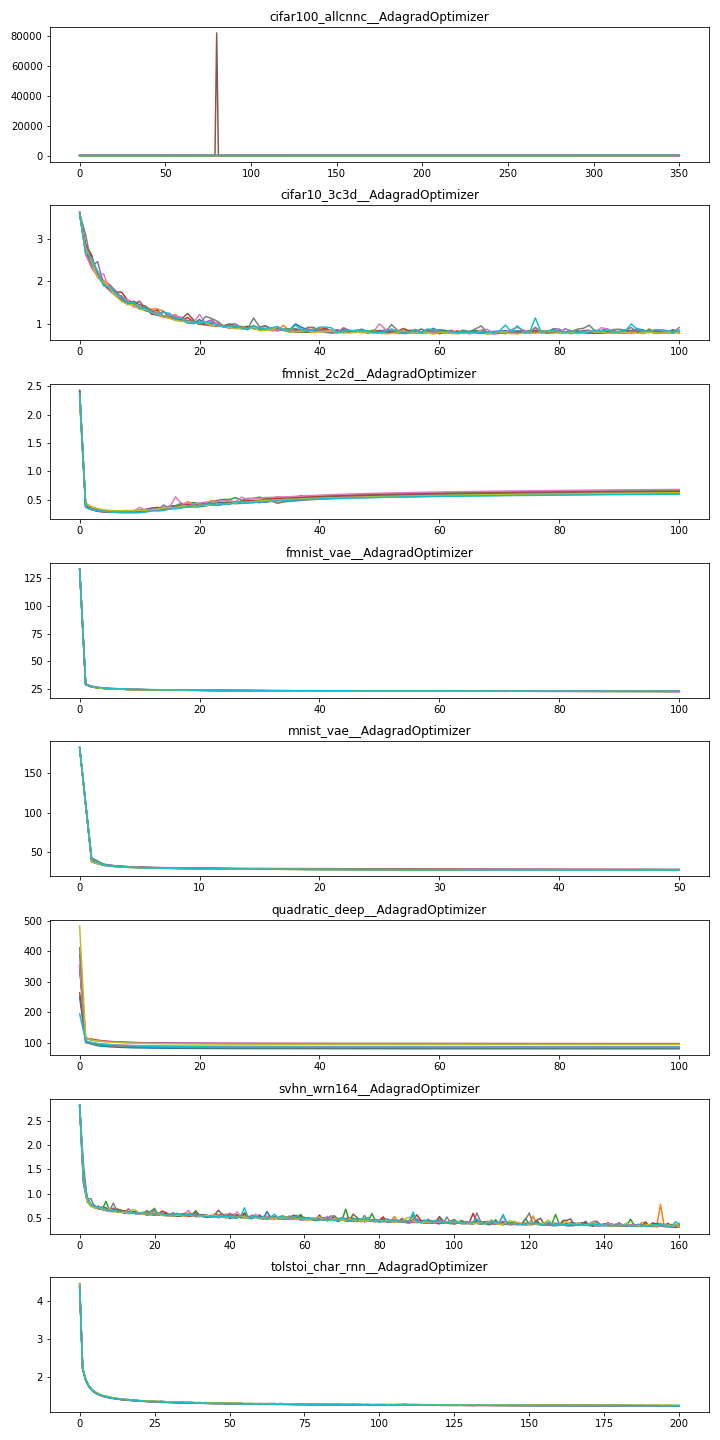 cifar100_allcnnc__AdagradOptimizer
80000
60000
40000
20000
0
0 50 100 150 200 250 300 350
cifar10_3c3d__AdagradOptimizer
3
2
1
0 20 40 60 80 100
fmnist_2c2d__AdagradOptimizer
2.5
2.0
1.5
1.0
0.5
0 20 40 60 80 100
fmnist_vae__AdagradOptimizer
125
100
75
50
25
0 20 40 60 80 100
mnist_vae__AdagradOptimizer
150
100
50
0 10 20 30 40 50
quadratic_deep__AdagradOptimizer
500
400
300
200
100
0 20 40 60 80 100
svhn_wrn164__AdagradOptimizer
2.5
2.0
1.5
1.0
0.5
0 20 40 60 80 100 120 140 160
tolstoi_char_rnn__AdagradOptimizer
4
3
2
0 25 50 75 100 125 150 175 200